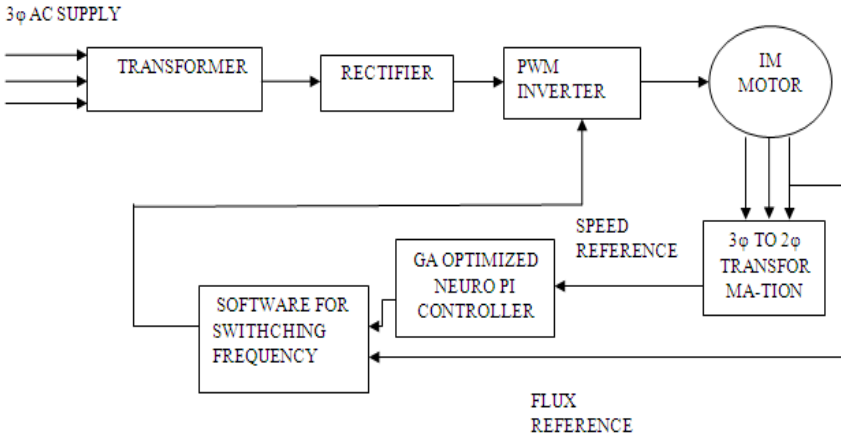 3φ AC SUPPLY
TRANSFORMER
RECTIFIER
PWM
INVERTER
IM
MOTOR
SPEED
REFERENCE
3φ TO 2φ
TRANSFOR
MA-TION
GA OPTIMIZED
NEURO PI
CONTROLLER
SOFTWARE FOR
SWITHCHING
FREQUENCY
FLUX
REFERENCE